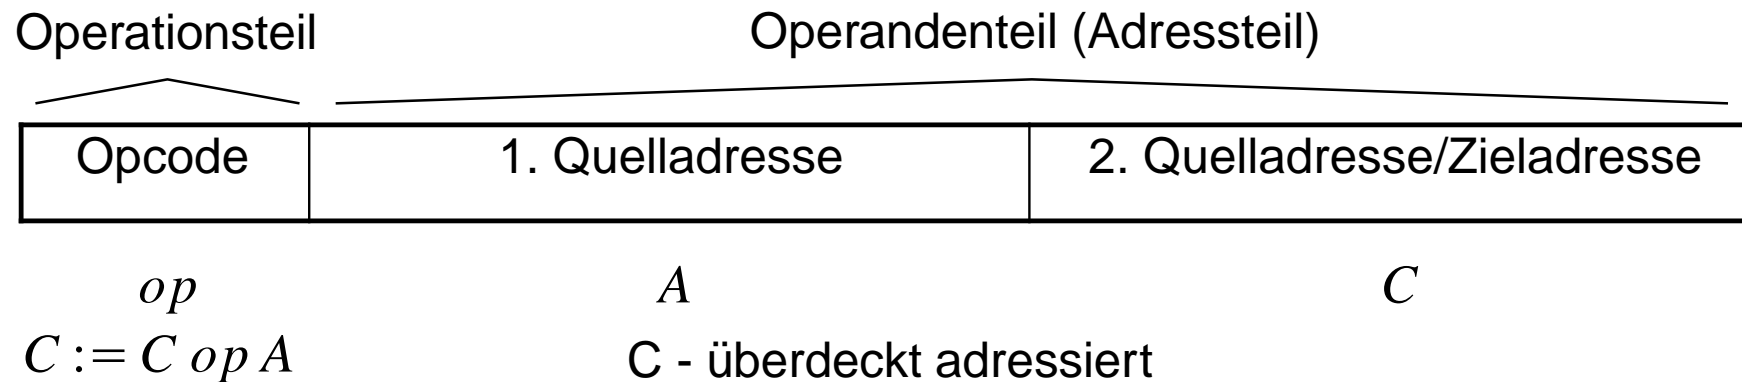 Operationsteil Operandenteil (Adressteil)
Opcode 1. Quelladresse 2. Quelladresse/Zieladresse
op A C
C := C op A C - überdeckt adressiert